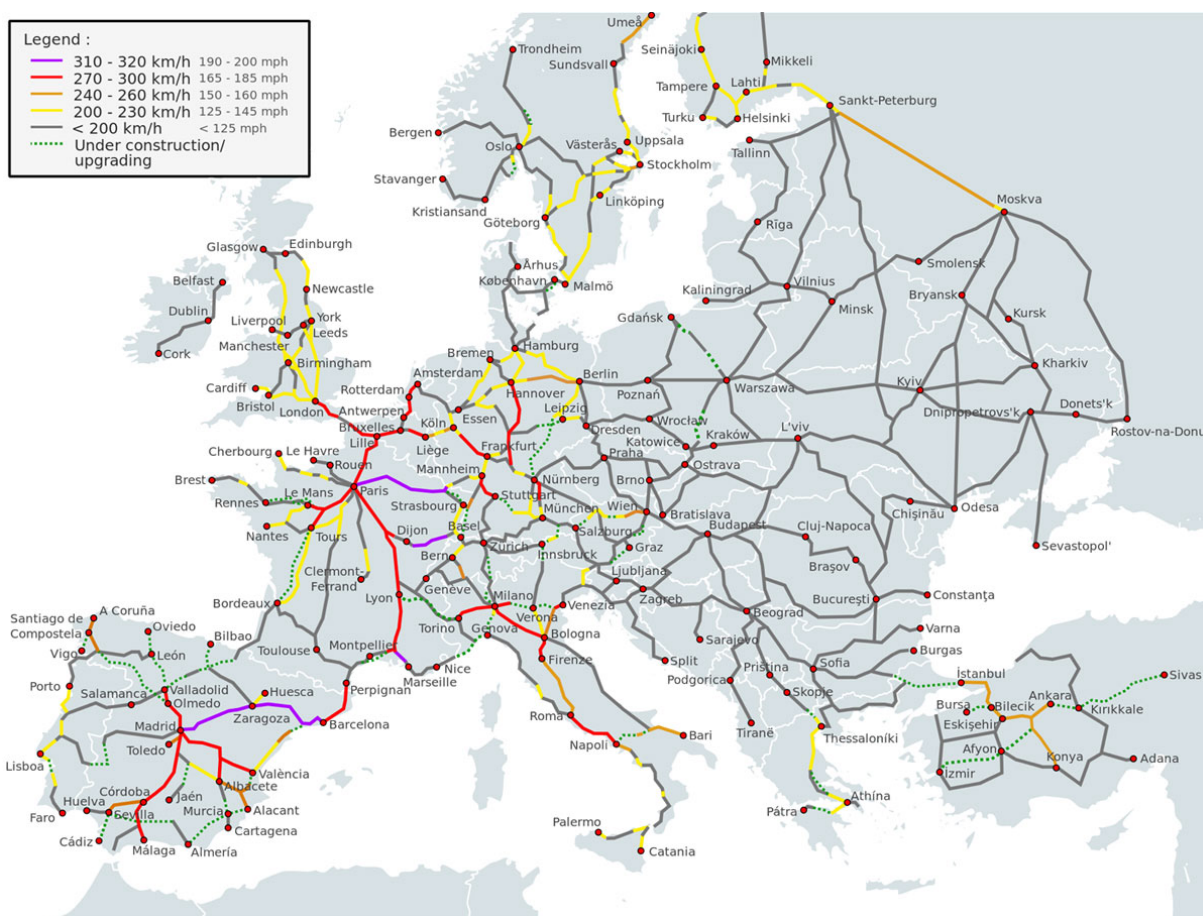 Legend :
310 - 320 km/h 190 - 200 mph
270 - 300 km/h 165 - 185 mph
240 - 260 km/h 150 - 160 mph
200 - 230 km/h 125 - 145 mph
< 200 km/h < 125 mph
Under construction/
upgrading
Umeå
Trondheim
Sundsvall
Seinäjoki
Mikkeli
Tampere
Lahti
Sankt-Peterburg
Turku
Helsinki
Bergen
Oslo
Västerås
Uppsala
Tallinn
Stockholm
Stavanger
Kristiansand
Linköping
Göteborg
Moskva
Rīga
Glasgow
Edinburgh
Århus
Smolensk
Belfast
København
Malmö
Vilnius
Kaliningrad
Minsk
Bryansk
Newcastle
Dublin
Liverpool
York
Leeds
Gdańsk
Kursk
Manchester
Cork
Birmingham
Bremen
Hamburg
Kharkiv
Amsterdam
Rotterdam
Berlin
Cardiff
Bristol
London
Hannover
Poznań
Warszawa
Kyiv
Antwerpen
Essen
Leipzig
Dnipropetrovs'k
Donets'k
Bruxelles
Köln
Dresden
Wrocław
Rostov-na-Donu
Lille
Liège
Frankfurt
Katowice
Kraków
L'viv
Cherbourg
Le Havre
Rouen
Mannheim
Praha
Ostrava
Brest
Paris
Nürnberg
Brno
Rennes
Le Mans
Strasbourg
Stuttgart
München
Wien
Bratislava
Chișinău
Odesa
Nantes
Tours
Dijon
Basel
Salzburg
Budapest
Cluj-Napoca
Zürich
Innsbruck
Graz
Sevastopol'
Bern
Clermont-
Ferrand
Genève
Ljubljana
Brașov
Lyon
Milano
Venezia
Zagreb
București
Constanța
Bordeaux
Verona
Beograd
Torino
Genova
Bologna
Santiago de
Compostela
A Coruña
Oviedo
Bilbao
Montpellier
Nice
Firenze
Sarajevo
Varna
Vigo
León
Toulouse
Marseille
Split
Priština
Sofia
Burgas
Porto
Salamanca
Valladolid
Olmedo
Huesca
Perpignan
Podgorica
Skopje
İstanbul
Ankara
Sivas
Bursa
Bilecik
Kırıkkale
Zaragoza
Barcelona
Roma
Tiranë
Eskişehir
Madrid
Toledo
Napoli
Bari
Thessaloníki
Afyon
Konya
Adana
Lisboa
València
Albacete
İzmir
Córdoba
Jaén
Huelva
Sevilla
Murcia
Alacant
Faro
Cartagena
Palermo
Pátra
Athína
Cádiz
Málaga
Almería
Catania